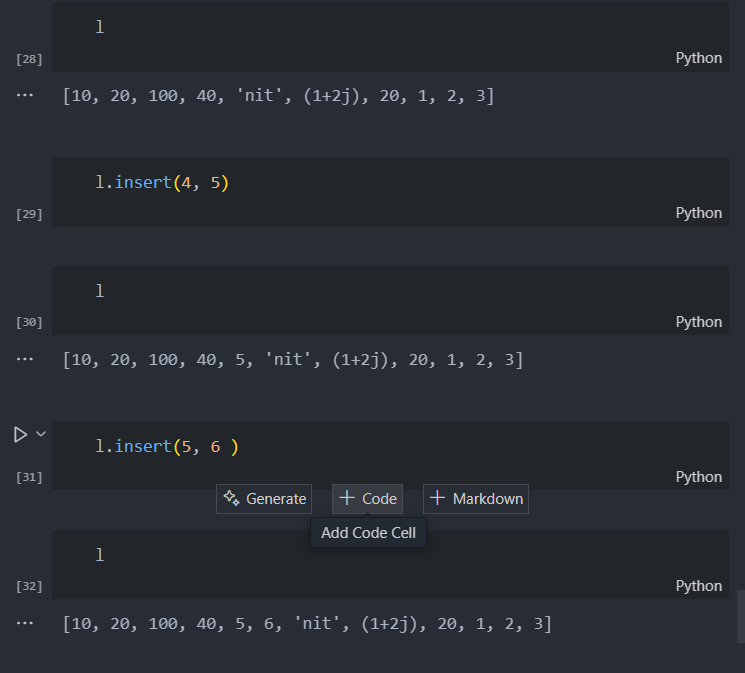 l
[28]
Python
... [10, 20, 100, 40, 'nit', (1+2j), 20, 1, 2, 3]
l.insert(4, 5)
[29]
Python
l
[30]
Python
... [10, 20, 100, 40, 5, 'nit', (1+2j), 20, 1, 2, 3]
l.insert(5, 6 )
[31]
Python
Generate + Code + Markdown
Add Code Cell
l
[32]
Python
... [10, 20, 100, 40, 5, 6, 'nit', (1+2j), 20, 1, 2, 3]